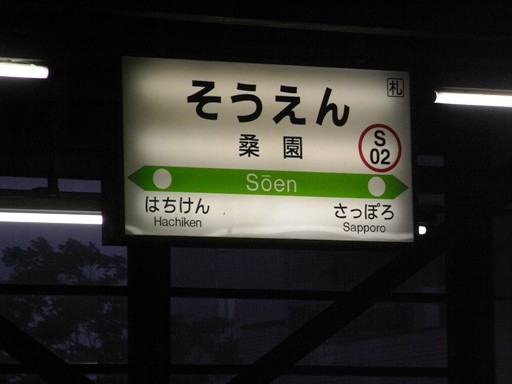 札
そうえん
桑園
S
02
Sōen
はちけん
Hachiken
さっぽろ
Sapporo